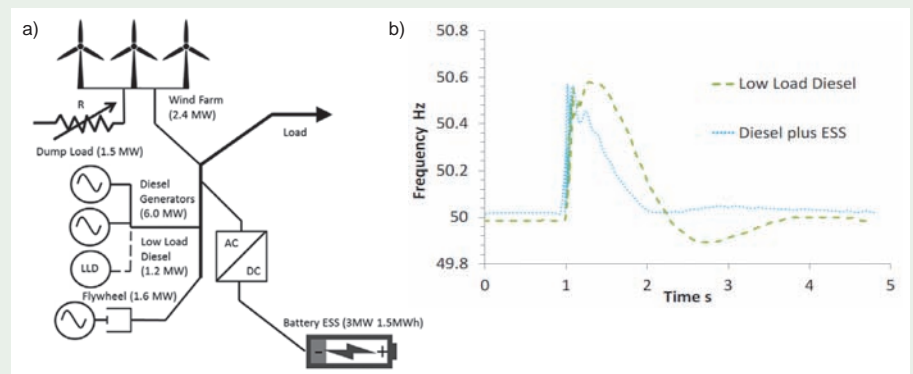 a)
Wind Farm
(2.4 MW)
R
Load
Dump Load (1.5 MW)
Diesel
Generators
(6.0 MW)
Low Load
Diesel
(1.2 MW)
LLD
AC
DC
Flywheel (1.6 MW)
Battery ESS (3MW 1.5MWh)
- +
b)
50.8
50.6
50.4
50.2
50
49.8
Frequency Hz
Low Load Diesel
Diesel plus ESS
0 1 2 3 4 5
Time s